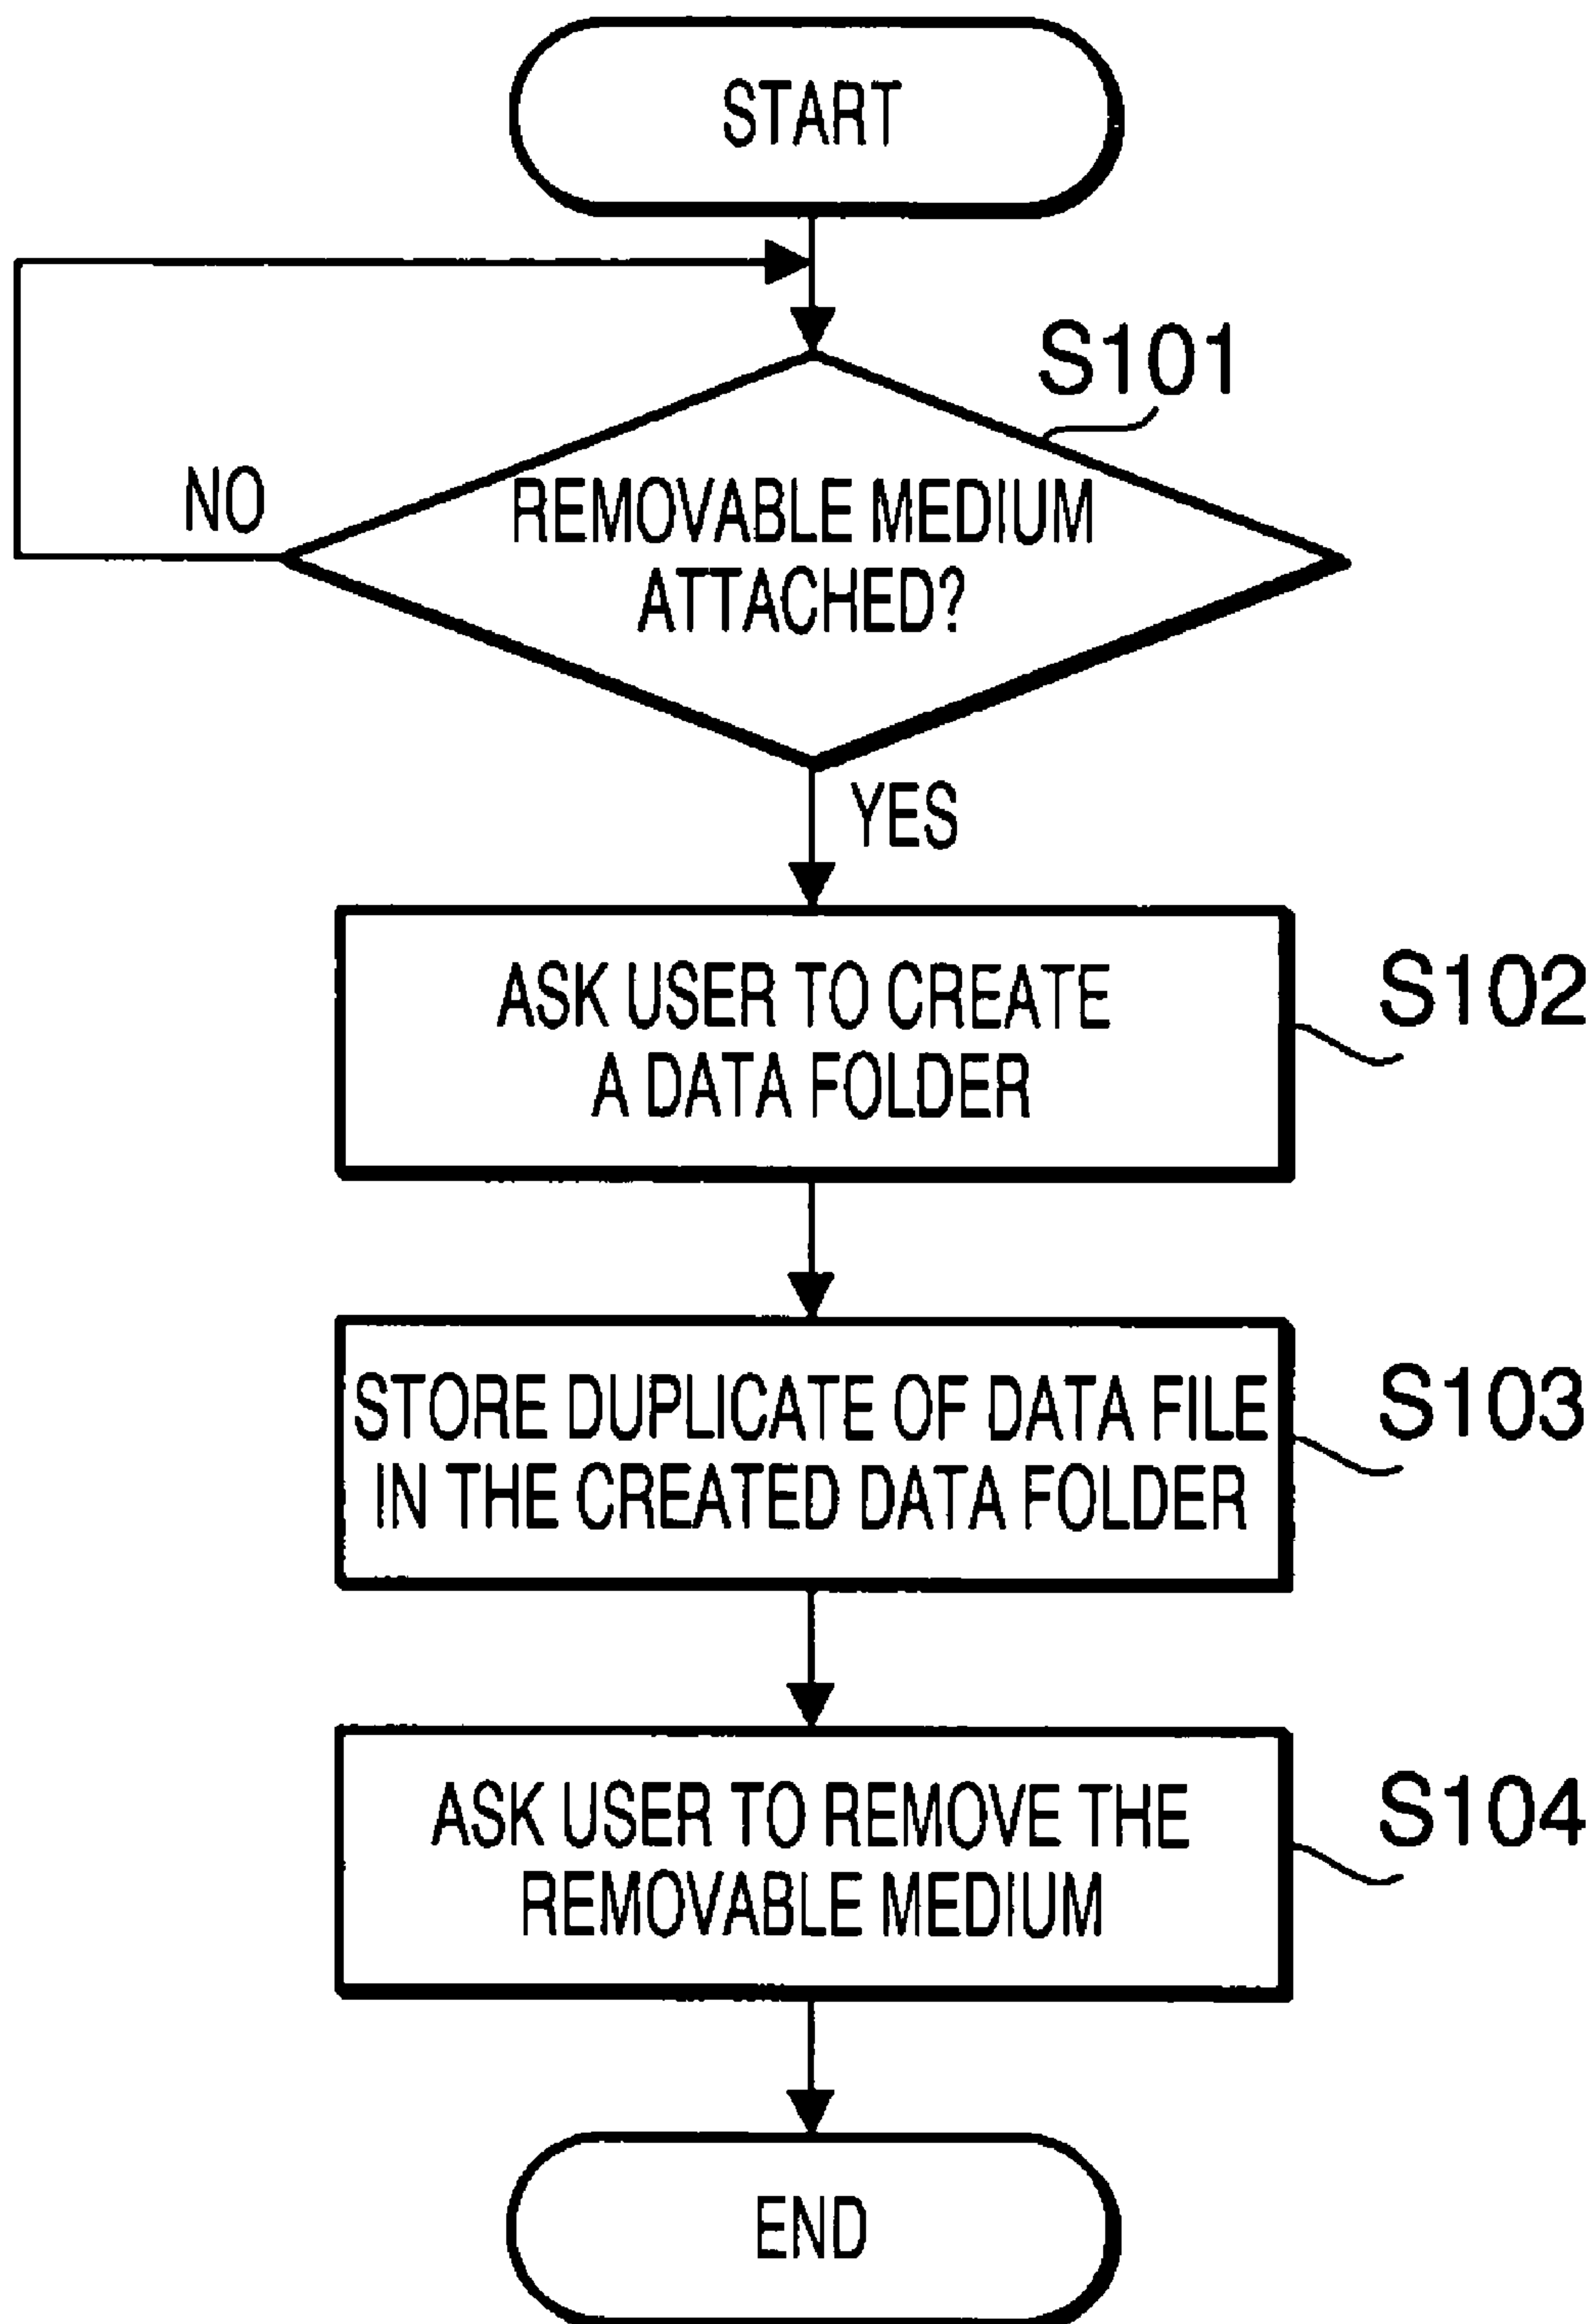 START
S101
NO
REMOVABLE MEDIUM
ATTACHED?
YES
ASK USER TO CREATE
A DATA FOLDER
S102
STORE DUPLICATE OF DATA FILE
IN THE CREATED DATA FOLDER
S103
ASK USER TO REMOVE THE
REMOVABLE MEDIUM
S104
END